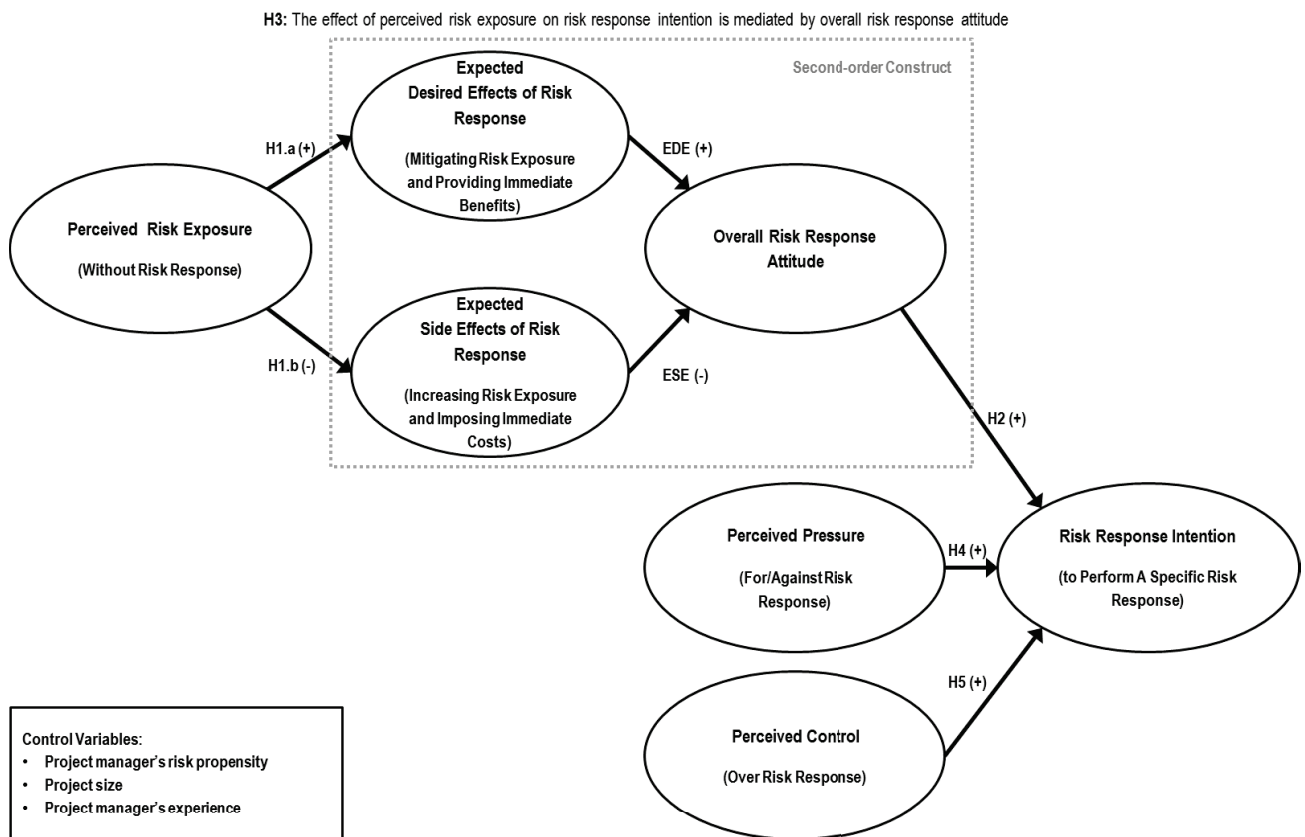 H3: The effect of perceived risk exposure on risk response intention is mediated by overall risk response attitude
Second-order Construct
Expected
Desired Effects of Risk
Response
(Mitigating Risk Exposure
and Providing Immediate
Benefits)
H1.a (+)
EDE (+)
Perceived Risk Exposure
(Without Risk Response)
Overall Risk Response
Attitude
H1.b (-)
Expected
Side Effects of Risk
Response
(Increasing Risk Exposure
and Imposing Immediate
Costs)
ESE (-)
H2 (+)
Perceived Pressure
(For/Against Risk
Response)
H4 (+)
Risk Response Intention
(to Perform A Specific Risk
Response)
H5 (+)
Perceived Control
(Over Risk Response)
Control Variables:
• Project manager's risk propensity
• Project size
• Project manager's experience